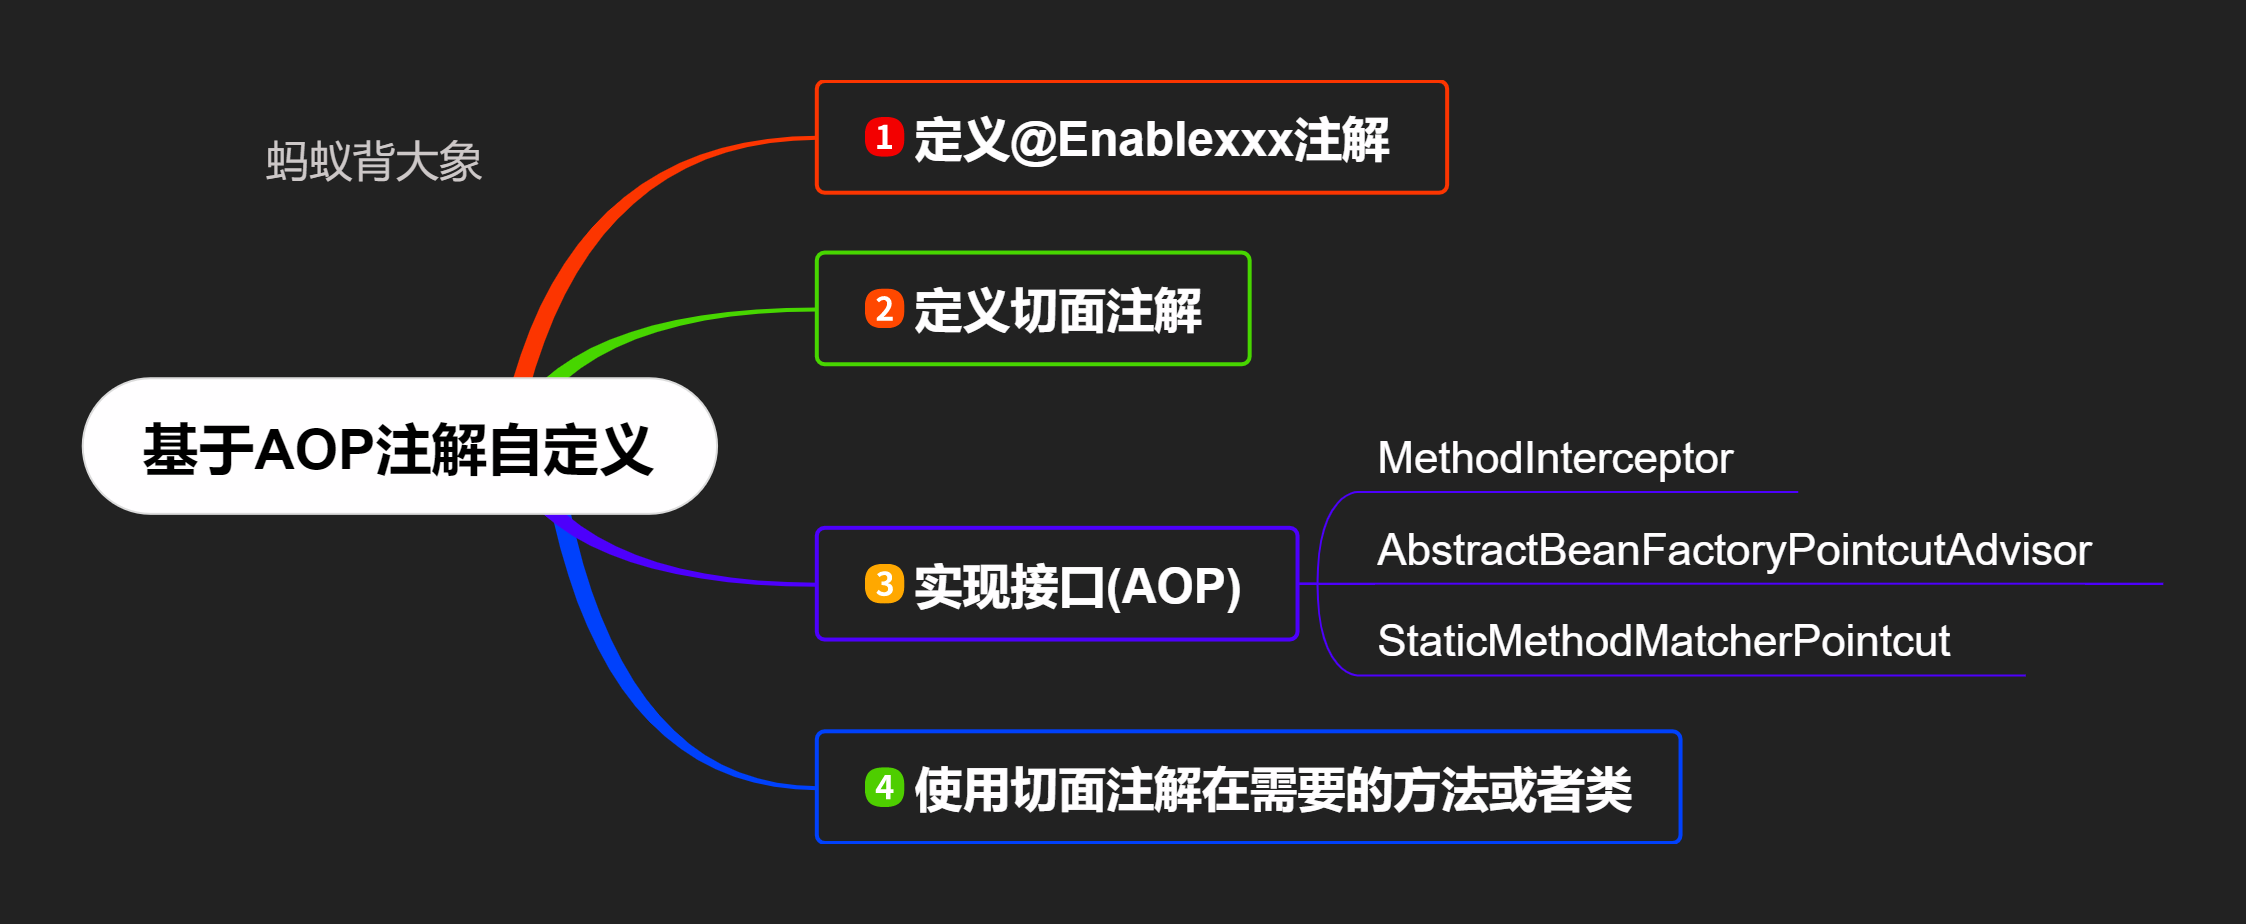 蚂蚁背大象
基于AOP注解自定义
1 定义@Enablexxx注解
2 定义切面注解
3 实现接口(AOP)
MethodInterceptor
AbstractBeanFactoryPointcutAdvisor
StaticMethodMatcherPointcut
4 使用切面注解在需要的方法或者类